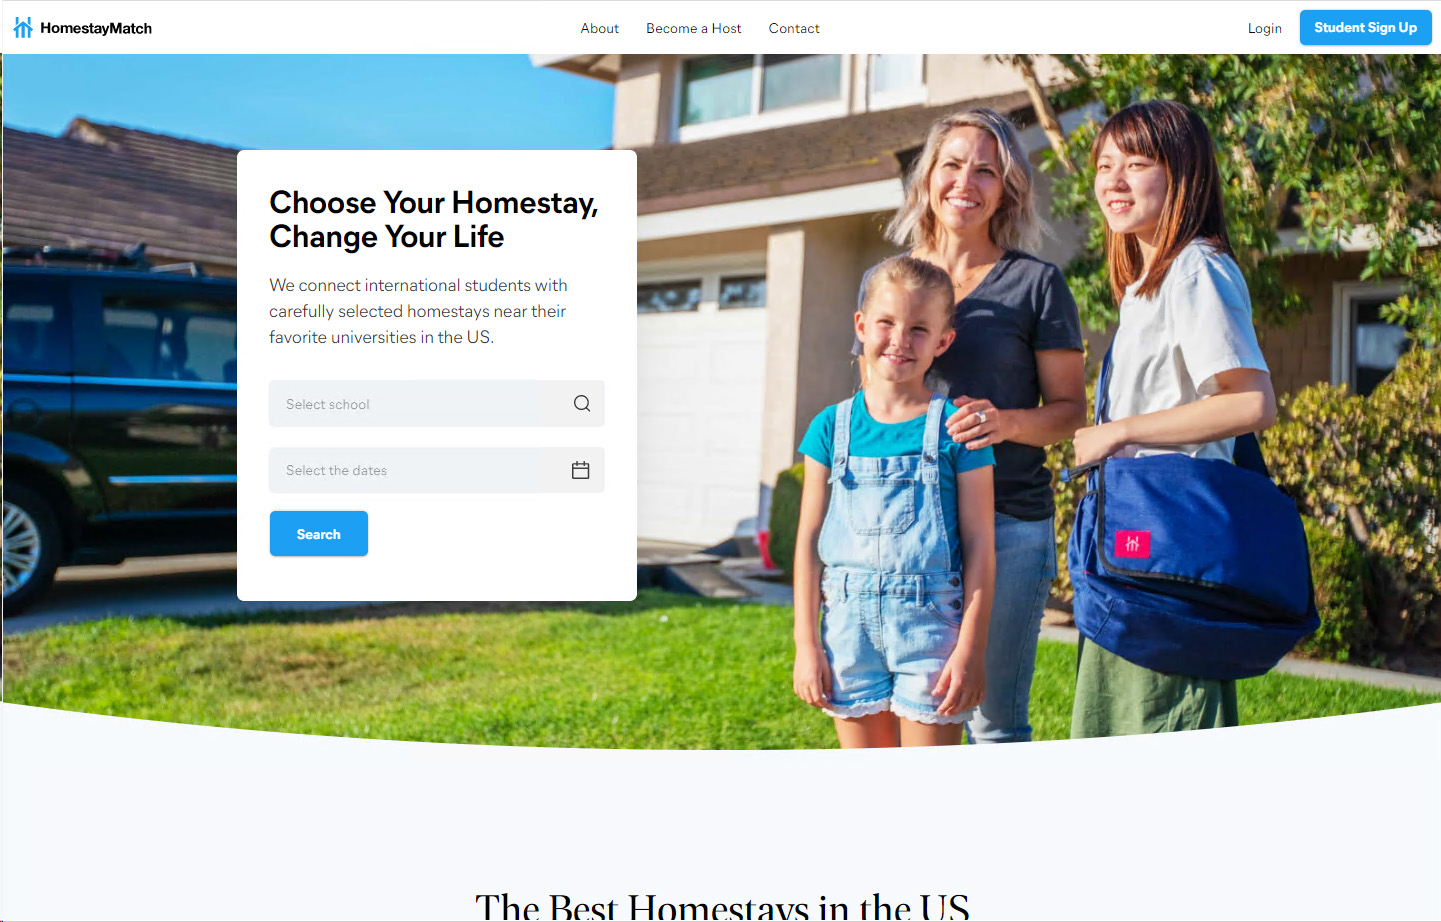 HomestayMatch
About Become a Host Contact
Login Student Sign Up
Choose Your Homestay,
Change Your Life
We connect international students with
carefully selected homestays near their
favorite universities in the US.
Select school
Select the dates
Search
The Best Homestays in the US